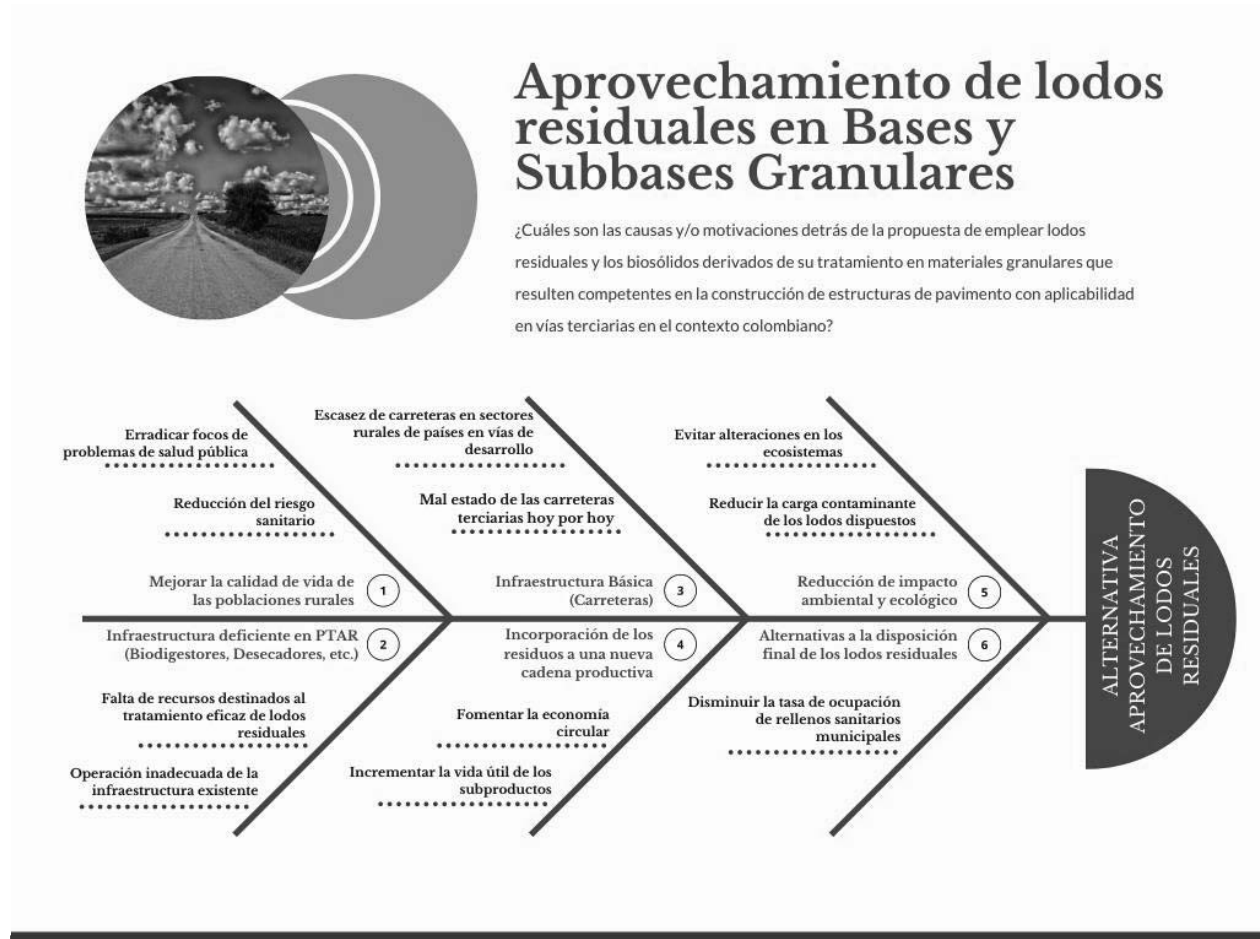 Aprovechamiento de lodos
residuales en Bases y
Subbases Granulares
¿Cuáles son las causas y/o motivaciones detrás de la propuesta de emplear lodos
residuales y los biosólidos derivados de su tratamiento en materiales granulares que
resulten competentes en la construcción de estructuras de pavimento con aplicabilidad
en vías terciarias en el contexto colombiano?
Erradicar focos de
problemas de salud pública
Reducción del riesgo
sanitario
Mejorar la calidad de vida de
las poblaciones rurales
1
Escasez de carreteras en sectores
rurales de países en vías de
desarrollo
Mal estado de las carreteras
terciarias hoy por hoy
Infraestructura Básica
(Carreteras)
3
Evitar alteraciones en los
ecosistemas
Reducir la carga contaminante
de los lodos dispuestos
Reducción de impacto
ambiental y ecológico
5
Infraestructura deficiente en PTAR
(Biodigestores, Desecadores, etc.)
2
Falta de recursos destinados al
tratamiento eficaz de lodos
residuales
Operación inadecuada de la
infraestructura existente
Incorporación de los
residuos a una nueva
cadena productiva
4
Fomentar la economía
circular
Incrementar la vida útil de los
subproductos
Alternativas a la disposición
final de los lodos residuales
6
Disminuir la tasa de ocupación
de rellenos sanitarios
municipales
ALTERNATIVA
APROVECHAMIENTO
DE LODOS
RESIDUALES